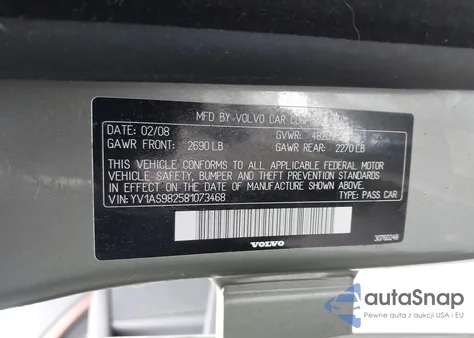 MFD BY VOLVO CAR
DATE: 02/08 GVWR:
GAWR FRONT: 2690 LB GAWR REAR: 2270 LB
THIS VEHICLE CONFORMS TO ALL APPLICABLE FEDERAL MOTOR
VEHICLE SAFETY, BUMPER AND THEFT PREVENTION STANDARDS
IN EFFECT ON THE DATE OF MANUFACTURE SHOWN ABOVE.
VIN: YV1AS982581073468 TYPE: PASS CAR
VOLVO 30760248
autoSnap
Pewne auta z aukcji USA i EU